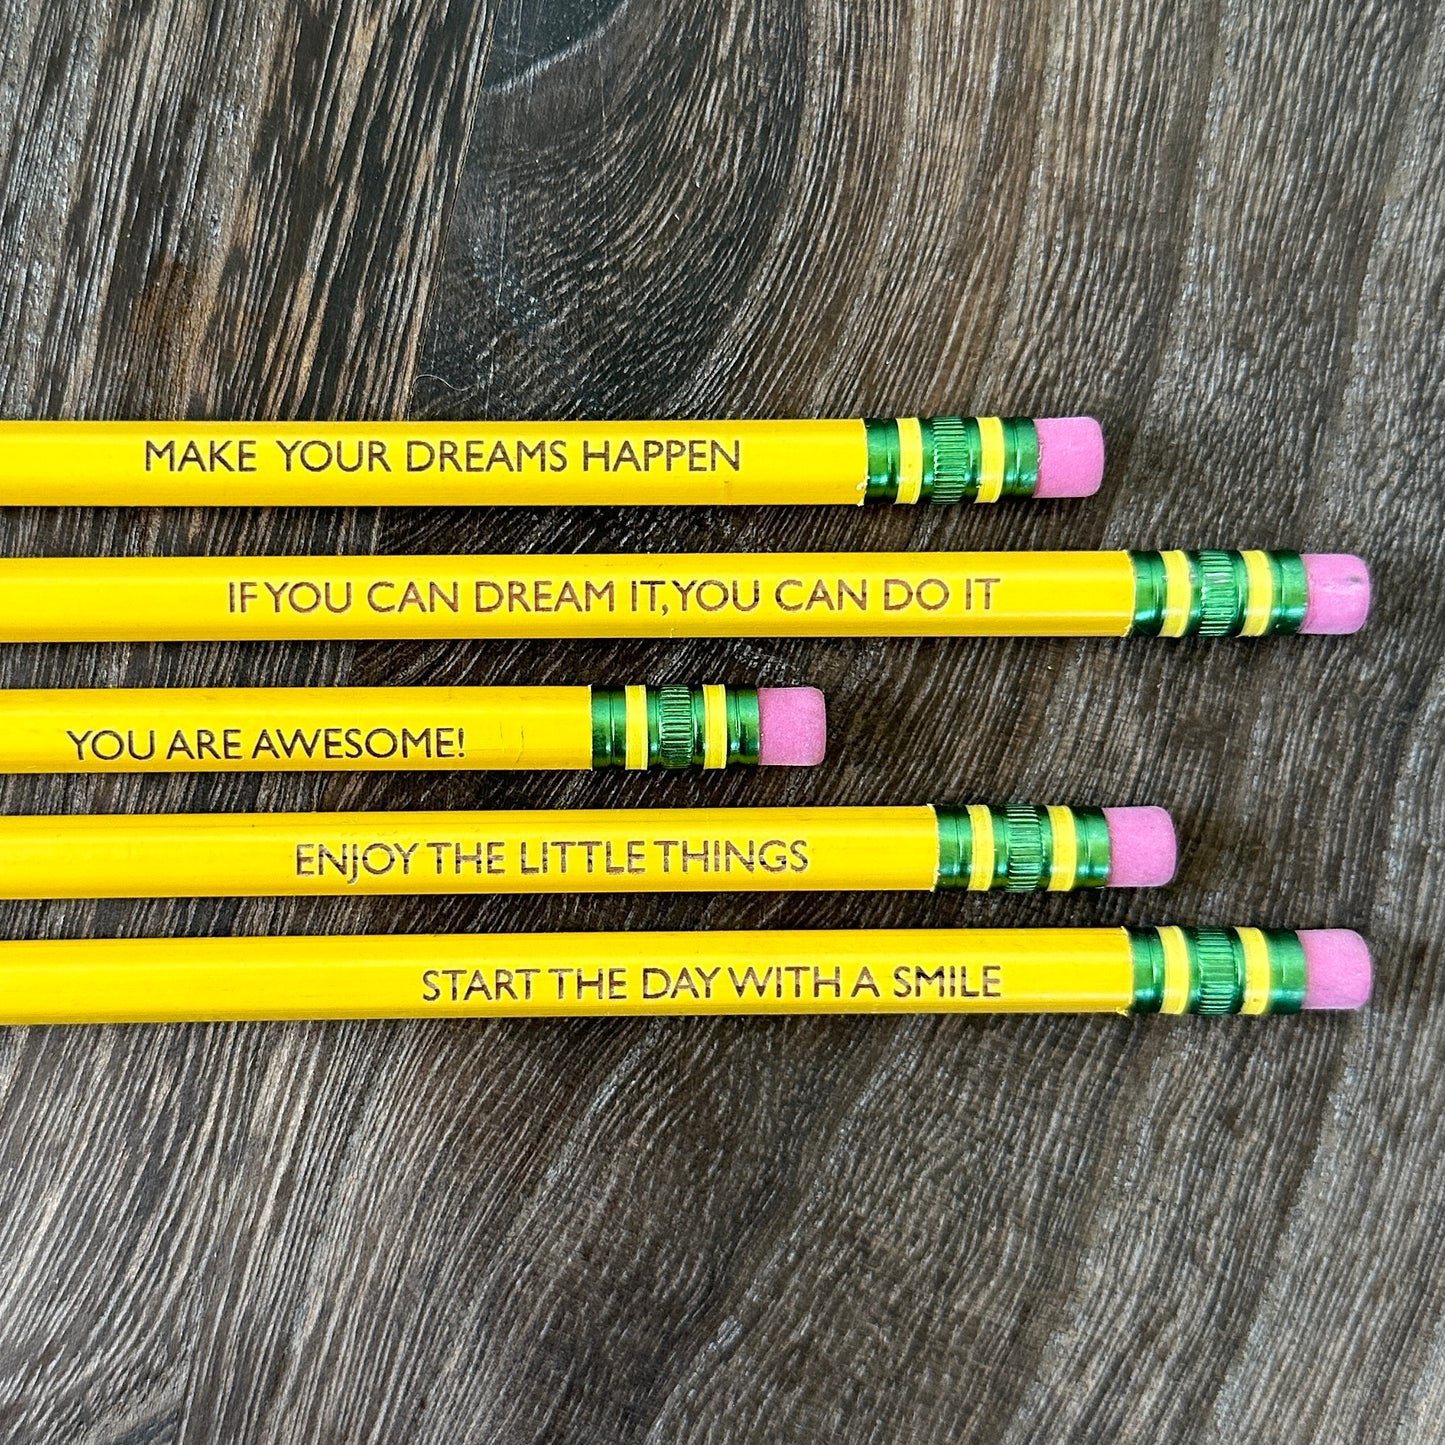 MAKE YOUR DREAMS HAPPEN
IF YOU CAN DREAM IT, YOU CAN DO IT
YOU ARE AWESOME!
ENJOY THE LITTLE THINGS
START THE DAY WITH A SMILE